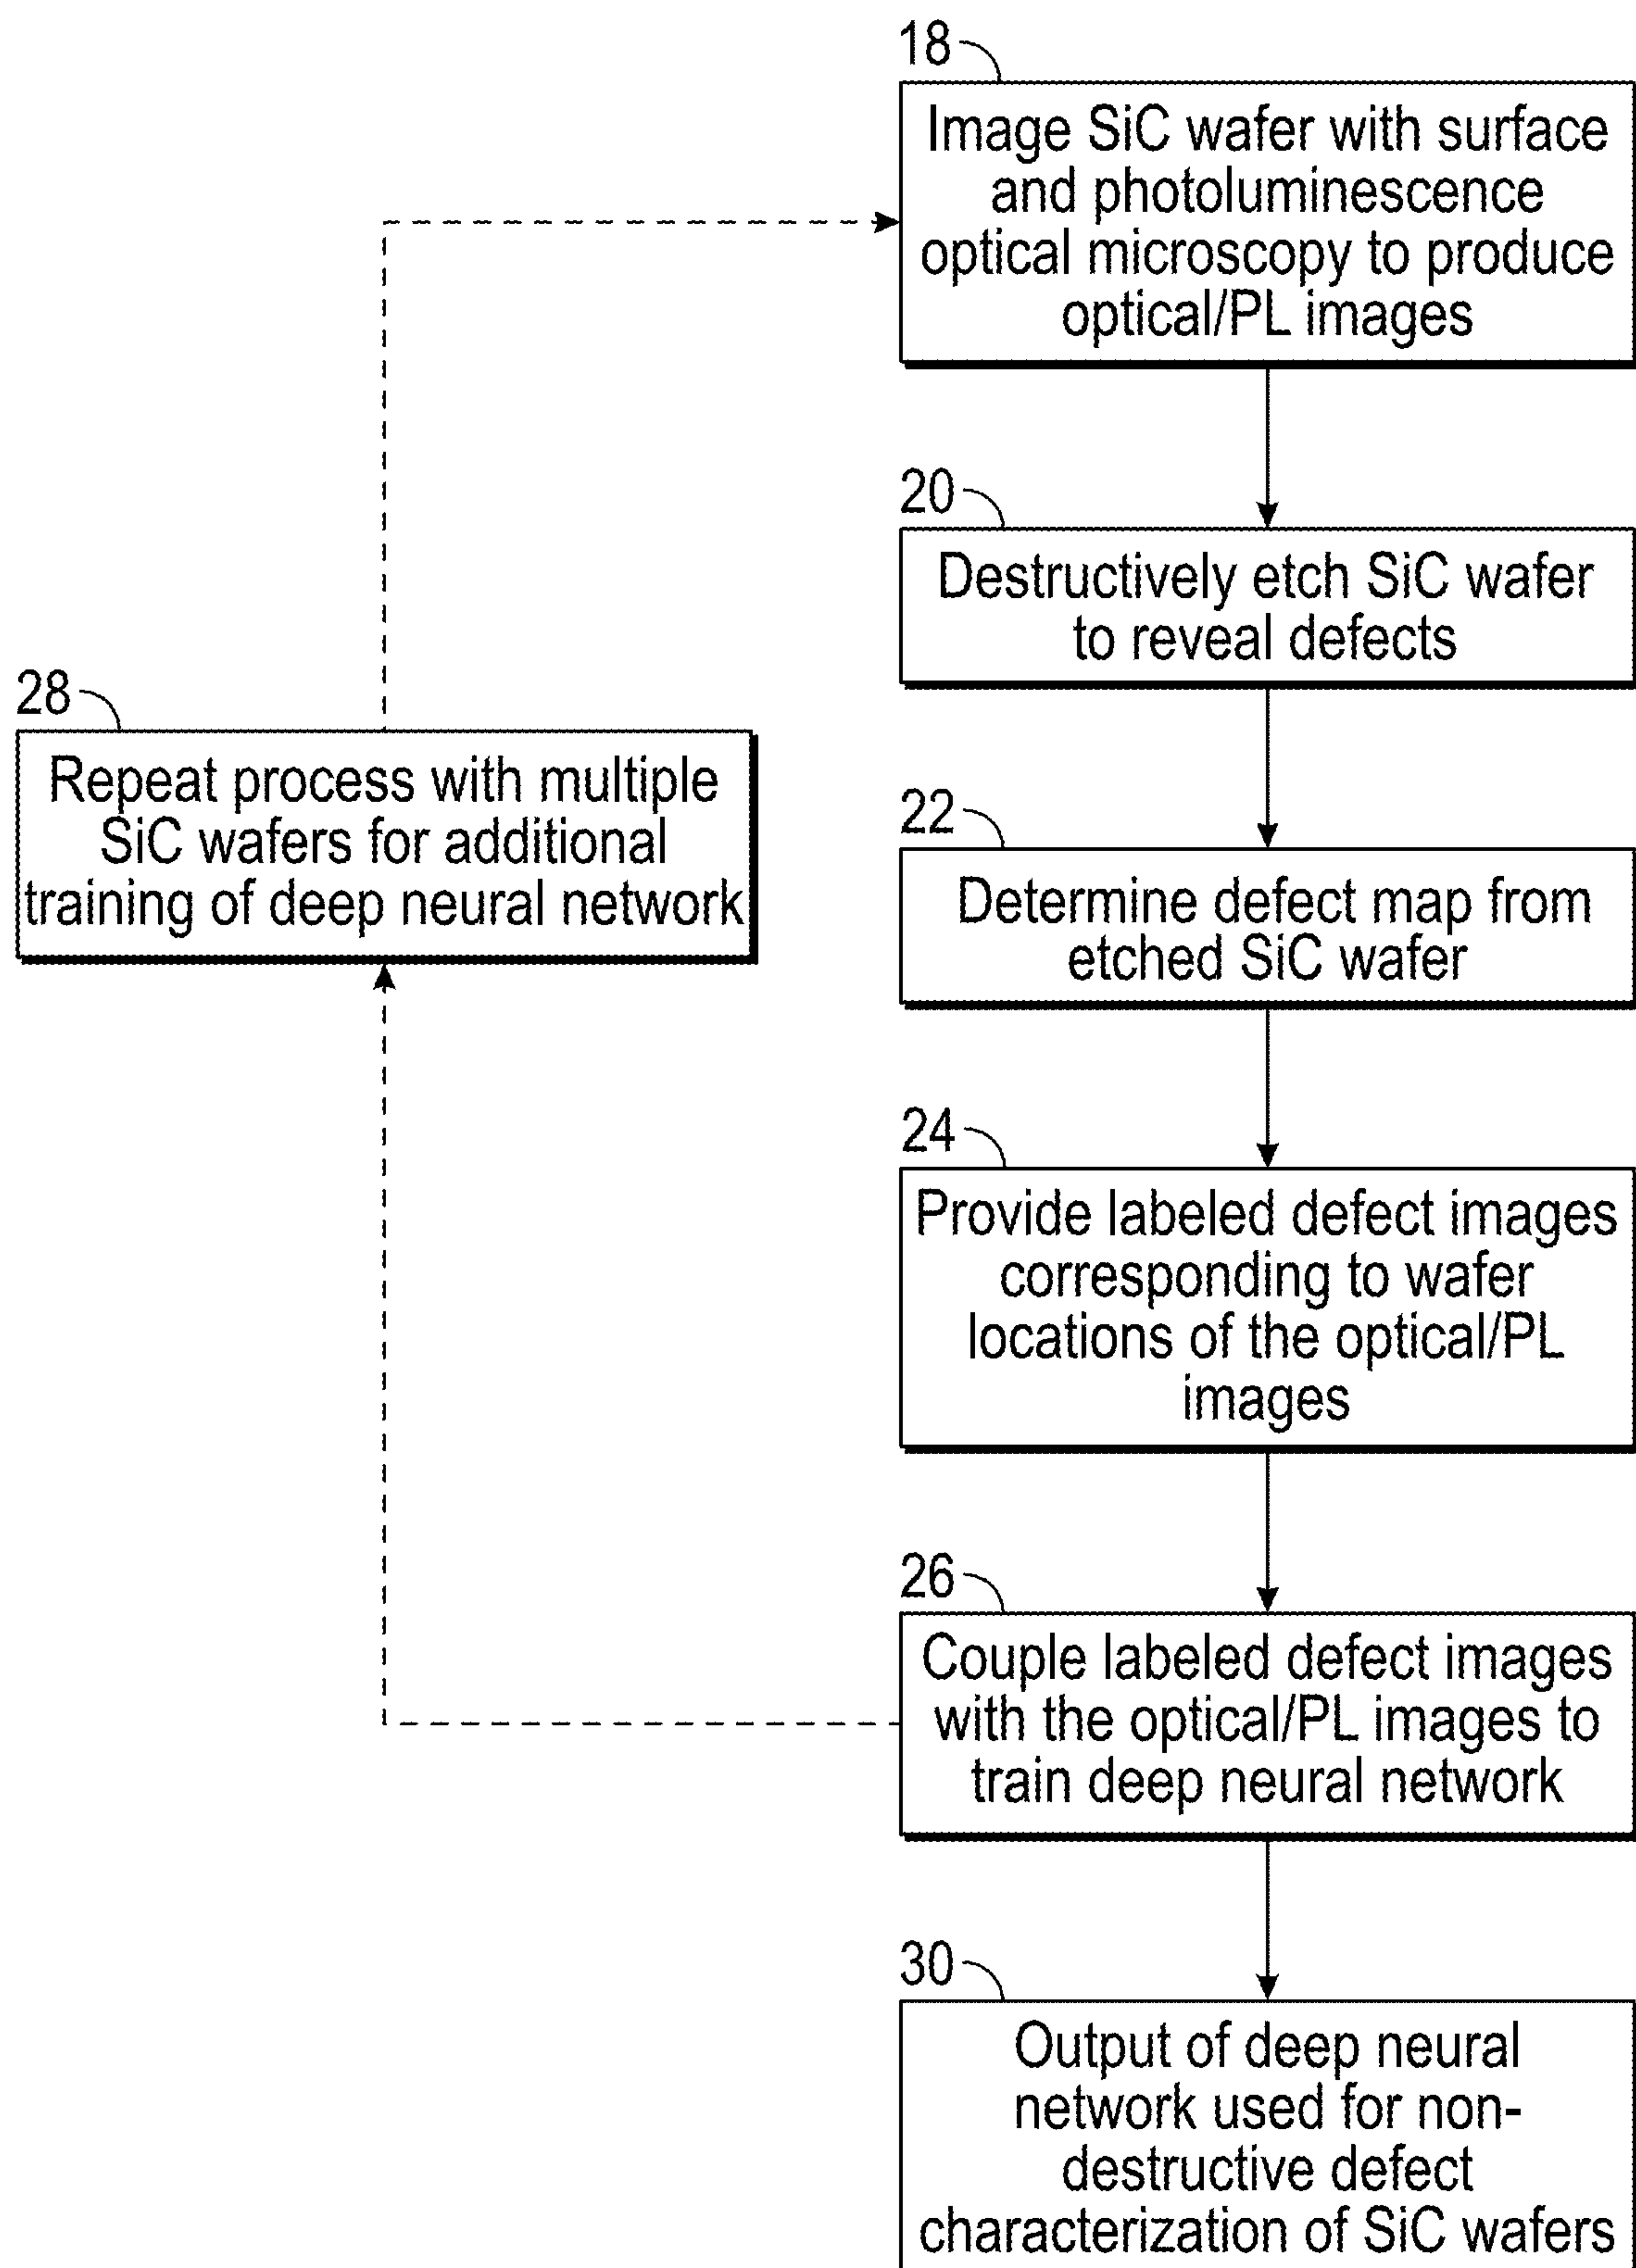 18
Image SiC wafer with surface
and photoluminescence
optical microscopy to produce
optical/PL images
20
Destructively etch SiC wafer
to reveal defects
28
Repeat process with multiple
SiC wafers for additional
training of deep neural network
22
Determine defect map from
etched SiC wafer
24
Provide labeled defect images
corresponding to wafer
locations of the optical/PL
images
26
Couple labeled defect images
with the optical/PL images to
train deep neural network
30
Output of deep neural
network used for non-
destructive defect
characterization of SiC wafers